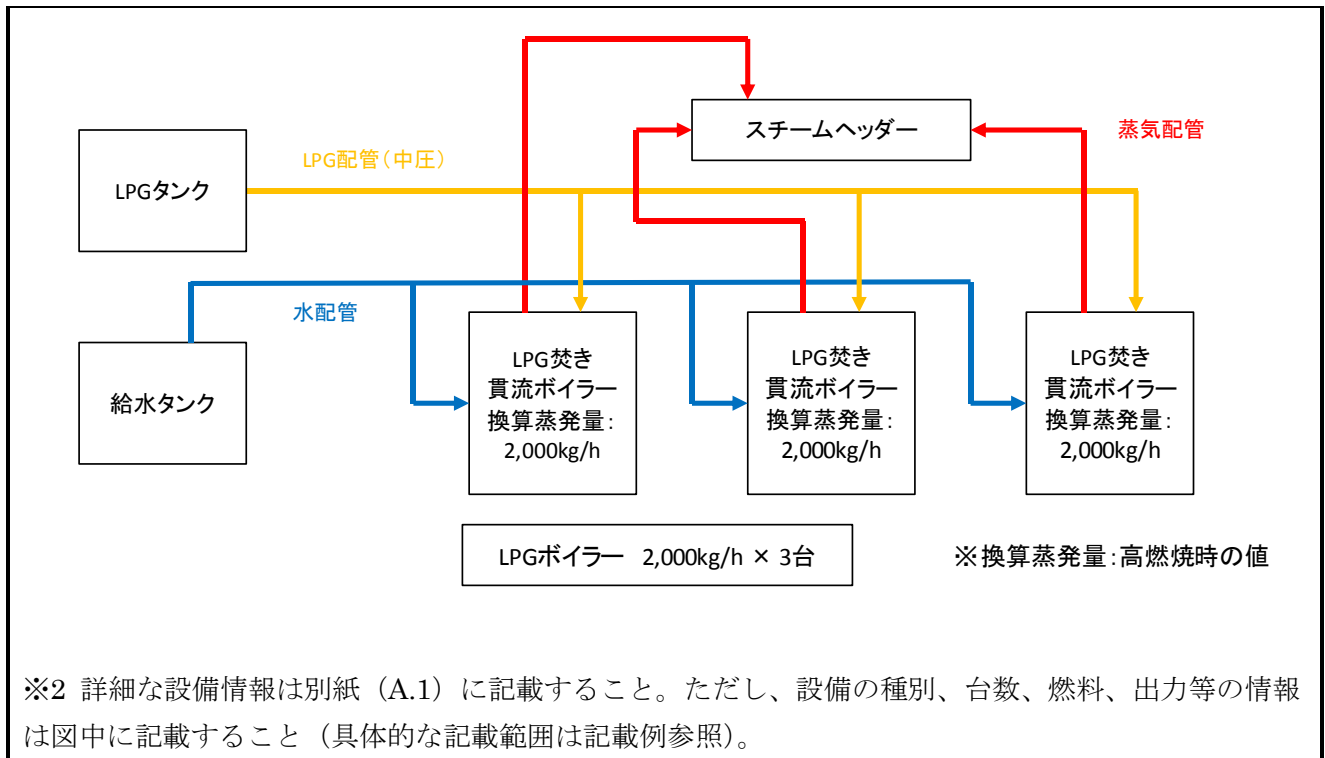 スチームヘッダー
蒸気配管
LPG配管(中圧)
LPGタンク
水配管
給水タンク
LPG焚き
貫流ボイラー
換算蒸発量:
2,000kg/h
LPG焚き
貫流ボイラー
換算蒸発量:
2,000kg/h
LPG焚き
貫流ボイラー
換算蒸発量:
2,000kg/h
LPGボイラー 2,000kg/h × 3台
※換算蒸発量:高燃焼時の値
※2 詳細な設備情報は別紙(A.1)に記載すること。ただし、設備の種別、台数、燃料、出力等の情報
は図中に記載すること(具体的な記載範囲は記載例参照)。